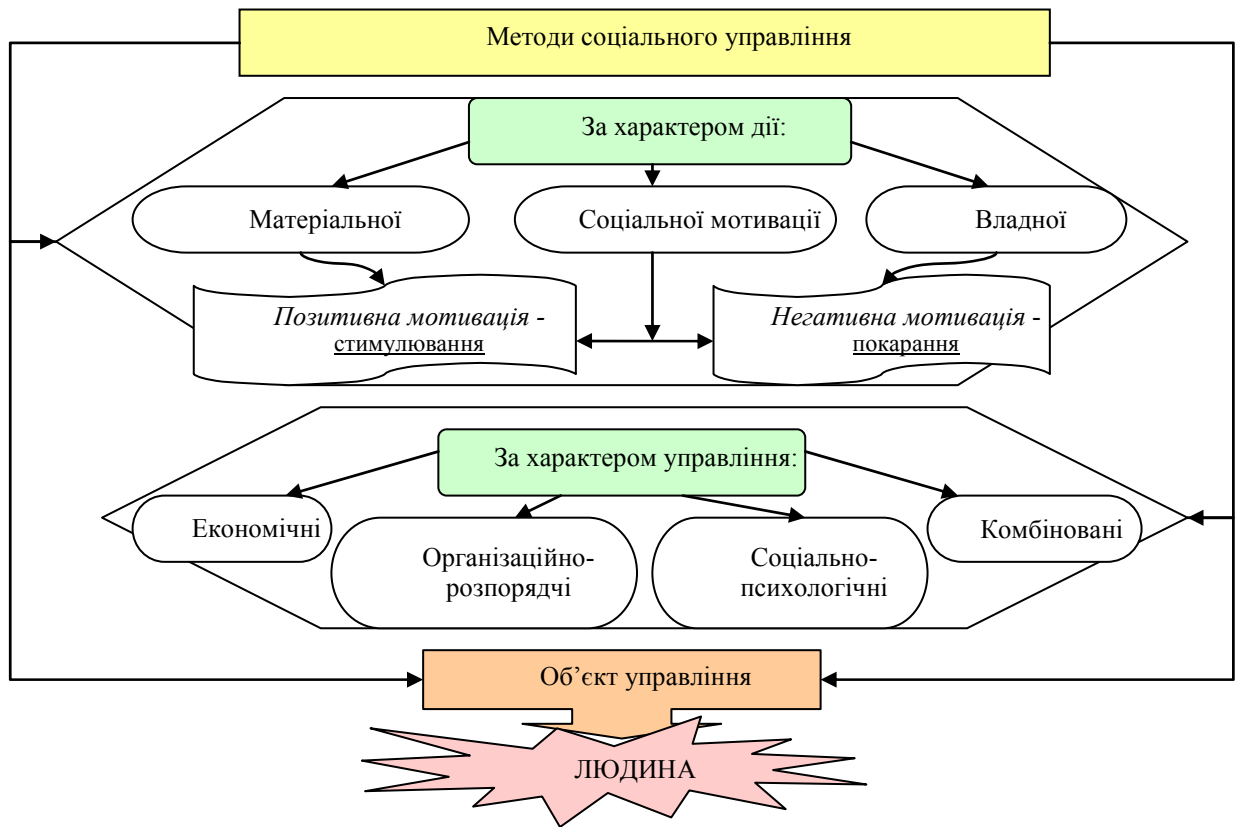 Методи соціального управління
За характером дії:
Матеріальної
Соціальної мотивації
Владної
Позитивна мотивація -
стимулювання
Негативна мотивація -
покарання
За характером управління:
Економічні
Організаційно-
розпорядчі
Соціально-
психологічні
Комбіновані
Об’єкт управління
ЛЮДИНА